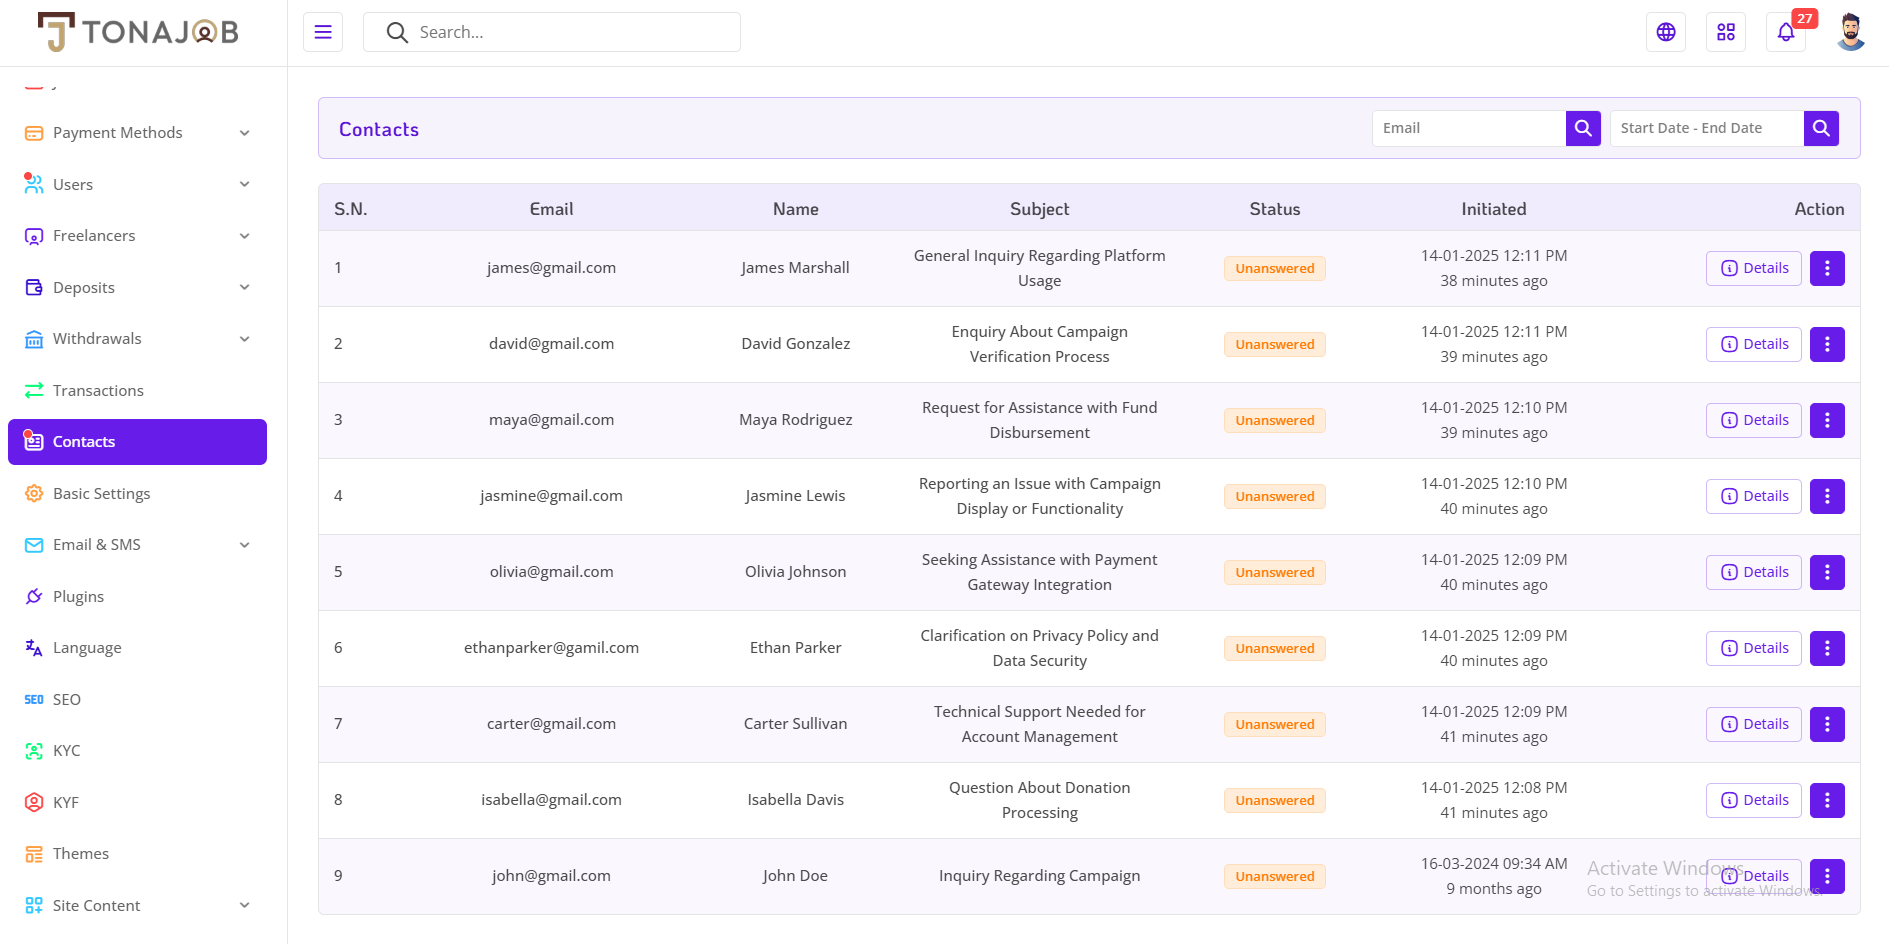 TONAJOB
Search...
27
Payment Methods
Users
Freelancers
Deposits
Withdrawals
Transactions
Contacts
Basic Settings
Email & SMS
Plugins
Language
SEO SEO
KYC
KYF
Themes
Site Content
Contacts
Email
Start Date - End Date
S.N. Email Name Subject Status Initiated Action
1 james@gmail.com James Marshall General Inquiry Regarding Platform Unanswered 14-01-2025 12:11 PM Details
Usage 38 minutes ago
2 david@gmail.com David Gonzalez Enquiry About Campaign Unanswered 14-01-2025 12:11 PM Details
Verification Process 39 minutes ago
3 maya@gmail.com Maya Rodriguez Request for Assistance with Fund Unanswered 14-01-2025 12:10 PM Details
Disbursement 39 minutes ago
4 jasmine@gmail.com Jasmine Lewis Reporting an Issue with Campaign Unanswered 14-01-2025 12:10 PM Details
Display or Functionality 40 minutes ago
5 olivia@gmail.com Olivia Johnson Seeking Assistance with Payment Unanswered 14-01-2025 12:09 PM Details
Gateway Integration 40 minutes ago
6 ethanparker@gamil.com Ethan Parker Clarification on Privacy Policy and Unanswered 14-01-2025 12:09 PM Details
Data Security 40 minutes ago
7 carter@gmail.com Carter Sullivan Technical Support Needed for Unanswered 14-01-2025 12:09 PM Details
Account Management 41 minutes ago
8 isabella@gmail.com Isabella Davis Question About Donation Unanswered 14-01-2025 12:08 PM Details
Processing 41 minutes ago
9 john@gmail.com John Doe Inquiry Regarding Campaign Unanswered 16-03-2024 09:34 AM Details
9 months ago
Activate Windows
Go to Settings to activate Windows.